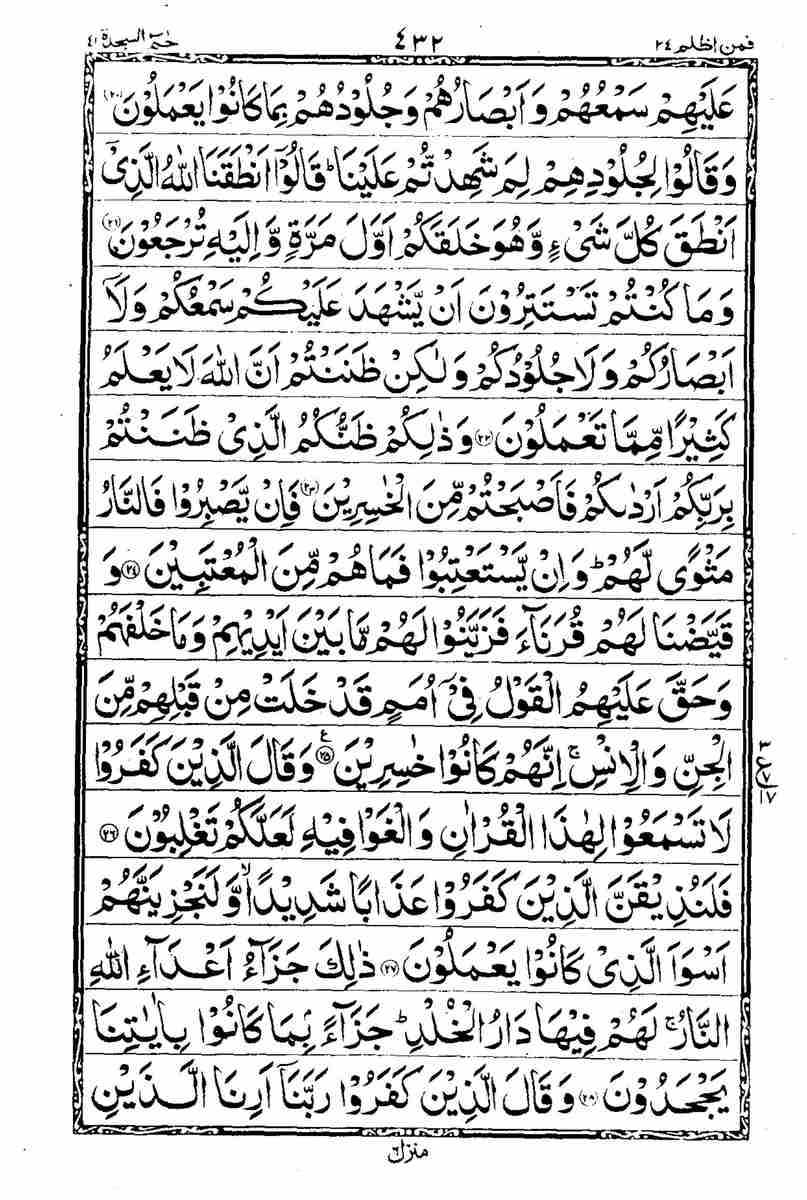 فمن اظلم ٢٤ ٤٣٢ حٰمٓ السجدة ٤١
عَلَيْهِمْ سَمْعُهُمْ وَاَبْصَارُهُمْ وَجُلُوْدُهُمْ بِمَا كَانُوْا يَعْمَلُوْنَ ﴿٢٠﴾
وَقَالُوْا لِجُلُوْدِهِمْ لِمَ شَهِدْتُّمْ عَلَيْنَا ؕ قَالُوْٓا اَنْطَقَنَا اللّٰهُ الَّذِىْٓ
اَنْطَقَ كُلَّ شَىْءٍ وَّهُوَ خَلَقَكُمْ اَوَّلَ مَرَّةٍ وَّاِلَيْهِ تُرْجَعُوْنَ ﴿٢١﴾
وَمَا كُنْتُمْ تَسْتَتِرُوْنَ اَنْ يَّشْهَدَ عَلَيْكُمْ سَمْعُكُمْ وَلَاۤ
اَبْصَارُكُمْ وَلَا جُلُوْدُكُمْ وَلٰكِنْ ظَنَنْتُمْ اَنَّ اللّٰهَ لَا يَعْلَمُ
كَثِيْرًا مِّمَّا تَعْمَلُوْنَ ﴿٢٢﴾ وَذٰلِكُمْ ظَنُّكُمُ الَّذِىْ ظَنَنْتُمْ
بِرَبِّكُمْ اَرْدٰىكُمْ فَاَصْبَحْتُمْ مِّنَ الْخٰسِرِيْنَ ﴿٢٣﴾ فَاِنْ يَّصْبِرُوْا فَالنَّارُ
مَثْوًى لَّهُمْ ؕ وَاِنْ يَّسْتَعْتِبُوْا فَمَا هُمْ مِّنَ الْمُعْتَبِيْنَ ﴿٢٤﴾ وَ
قَيَّضْنَا لَهُمْ قُرَنَآءَ فَزَيَّنُوْا لَهُمْ مَّا بَيْنَ اَيْدِيْهِمْ وَمَا خَلْفَهُمْ
وَحَقَّ عَلَيْهِمُ الْقَوْلُ فِىْٓ اُمَمٍ قَدْ خَلَتْ مِنْ قَبْلِهِمْ مِّنَ
الْجِنِّ وَالْاِنْسِ ۚ اِنَّهُمْ كَانُوْا خٰسِرِيْنَ ﴿٢٥﴾ ع وَقَالَ الَّذِيْنَ كَفَرُوْا
لَا تَسْمَعُوْا لِهٰذَا الْقُرْاٰنِ وَالْغَوْا فِيْهِ لَعَلَّكُمْ تَغْلِبُوْنَ ﴿٢٦﴾
فَلَنُذِيْقَنَّ الَّذِيْنَ كَفَرُوْا عَذَابًا شَدِيْدًا ۙ وَّلَنَجْزِيَنَّهُمْ
اَسْوَاَ الَّذِىْ كَانُوْا يَعْمَلُوْنَ ﴿٢٧﴾ ذٰلِكَ جَزَآءُ اَعْدَآءِ اللّٰهِ
النَّارُ ۚ لَهُمْ فِيْهَا دَارُ الْخُلْدِ ؕ جَزَآءًۢ بِمَا كَانُوْا بِاٰيٰتِنَا
يَجْحَدُوْنَ ﴿٢٨﴾ وَقَالَ الَّذِيْنَ كَفَرُوْا رَبَّنَاۤ اَرِنَا الَّذَيْنِ
منزل ٦